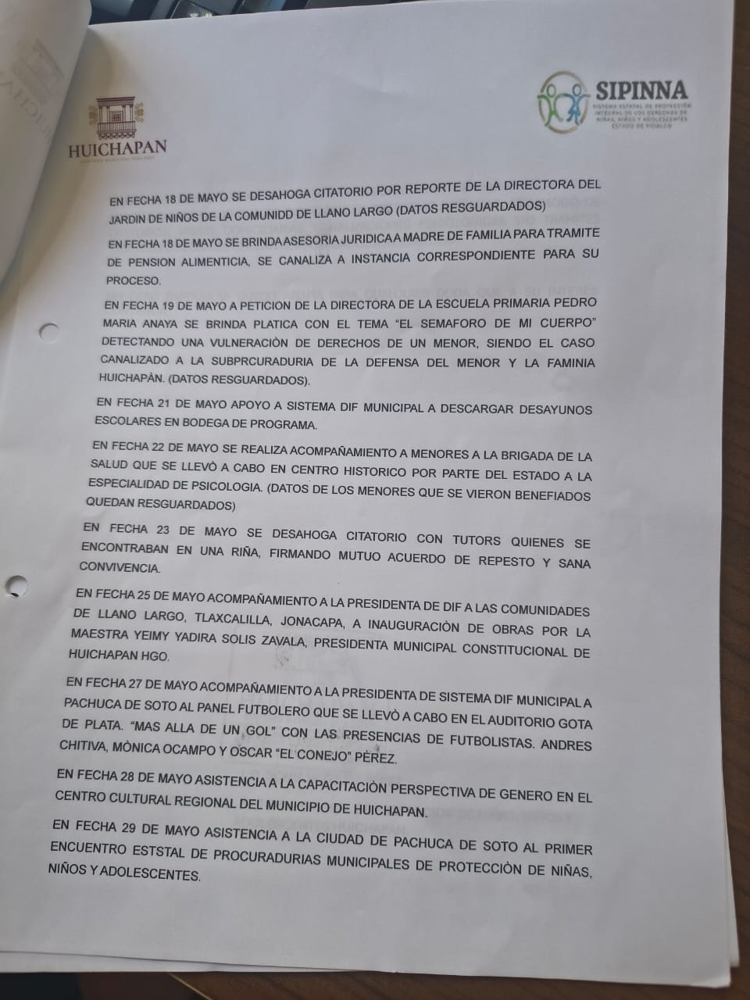 HUICHAPAN
SIPINNA
SISTEMA ESTATAL DE PROTECCIÓN
INTEGRAL DE LOS DERECHOS DE
NIÑAS, NIÑOS Y ADOLESCENTES
ESTADO DE HIDALGO
EN FECHA 18 DE MAYO SE DESAHOGA CITATORIO POR REPORTE DE LA DIRECTORA DEL
JARDIN DE NIÑOS DE LA COMUNIDD DE LLANO LARGO (DATOS RESGUARDADOS)
EN FECHA 18 DE MAYO SE BRINDA ASESORIA JURIDICA A MADRE DE FAMILIA PARA TRAMITE
DE PENSION ALIMENTICIA, SE CANALIZA A INSTANCIA CORRESPONDIENTE PARA SU
PROCESO.
EN FECHA 19 DE MAYO A PETICION DE LA DIRECTORA DE LA ESCUELA PRIMARIA PEDRO
MARIA ANAYA SE BRINDA PLATICA CON EL TEMA “EL SEMAFORO DE MI CUERPO”
DETECTANDO UNA VULNERACIÒN DE DERECHOS DE UN MENOR, SIENDO EL CASO
CANALIZADO A LA SUBPRCURADURIA DE LA DEFENSA DEL MENOR Y LA FAMINIA
HUICHAPÀN. (DATOS RESGUARDADOS).
EN FECHA 21 DE MAYO APOYO A SISTEMA DIF MUNICIPAL A DESCARGAR DESAYUNOS
ESCOLARES EN BODEGA DE PROGRAMA.
EN FECHA 22 DE MAYO SE REALIZA ACOMPAÑAMIENTO A MENORES A LA BRIGADA DE LA
SALUD QUE SE LLEVÒ A CABO EN CENTRO HISTORICO POR PARTE DEL ESTADO A LA
ESPECIALIDAD DE PSICOLOGIA. (DATOS DE LOS MENORES QUE SE VIERON BENEFIADOS
QUEDAN RESGUARDADOS)
EN FECHA 23 DE MAYO SE DESAHOGA CITATORIO CON TUTORS QUIENES SE
ENCONTRABAN EN UNA RIÑA, FIRMANDO MUTUO ACUERDO DE REPESTO Y SANA
CONVIVENCIA.
EN FECHA 25 DE MAYO ACOMPAÑAMIENTO A LA PRESIDENTA DE DIF A LAS COMUNIDADES
DE LLANO LARGO, TLAXCALILLA, JONACAPA, A INAUGURACIÒN DE OBRAS POR LA
MAESTRA YEIMY YADIRA SOLIS ZAVALA, PRESIDENTA MUNICIPAL CONSTITUCIONAL DE
HUICHAPAN HGO.
EN FECHA 27 DE MAYO ACOMPAÑAMIENTO A LA PRESIDENTA DE SISTEMA DIF MUNICIPAL A
PACHUCA DE SOTO AL PANEL FUTBOLERO QUE SE LLEVÒ A CABO EN EL AUDITORIO GOTA
DE PLATA. “MAS ALLA DE UN GOL” CON LAS PRESENCIAS DE FUTBOLISTAS. ANDRES
CHITIVA, MÒNICA OCAMPO Y OSCAR “EL CONEJO” PÈREZ.
EN FECHA 28 DE MAYO ASISTENCIA A LA CAPACITACIÒN PERSPECTIVA DE GENERO EN EL
CENTRO CULTURAL REGIONAL DEL MUNICIPIO DE HUICHAPAN.
EN FECHA 29 DE MAYO ASISTENCIA A LA CIUDAD DE PACHUCA DE SOTO AL PRIMER
ENCUENTRO ESTSTAL DE PROCURADURIAS MUNICIPALES DE PROTECCIÒN DE NIÑAS,
NIÑOS Y ADOLESCENTES.